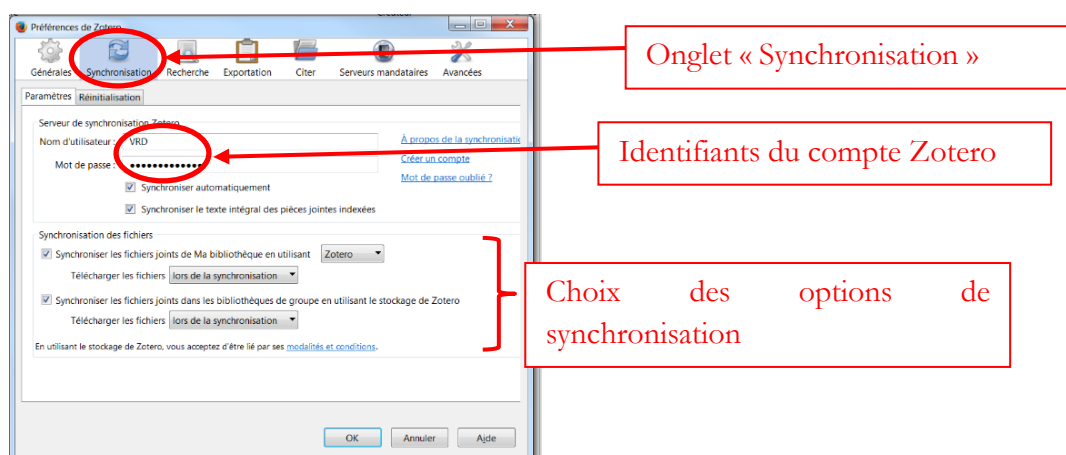 Préférences de Zotero
Générales Synchronisation Recherche Exportation Citer Serveurs mandataires Avancées
Paramètres Réinitialisation
Serveur de synchronisation Zotero
Nom d'utilisateur : VRD
À propos de la synchronisatio
Mot de passe : •••••••••••••
Créer un compte
Mot de passe oublié ?
Synchroniser automatiquement
Synchroniser le texte intégral des pièces jointes indexées
Synchronisation des fichiers
Synchroniser les fichiers joints de Ma bibliothèque en utilisant Zotero
Télécharger les fichiers lors de la synchronisation
Synchroniser les fichiers joints dans les bibliothèques de groupe en utilisant le stockage de Zotero
Télécharger les fichiers lors de la synchronisation
En utilisant le stockage de Zotero, vous acceptez d'être lié par ses modalités et conditions.
OK Annuler Aide
Onglet « Synchronisation »
Identifiants du compte Zotero
Choix des options de
synchronisation